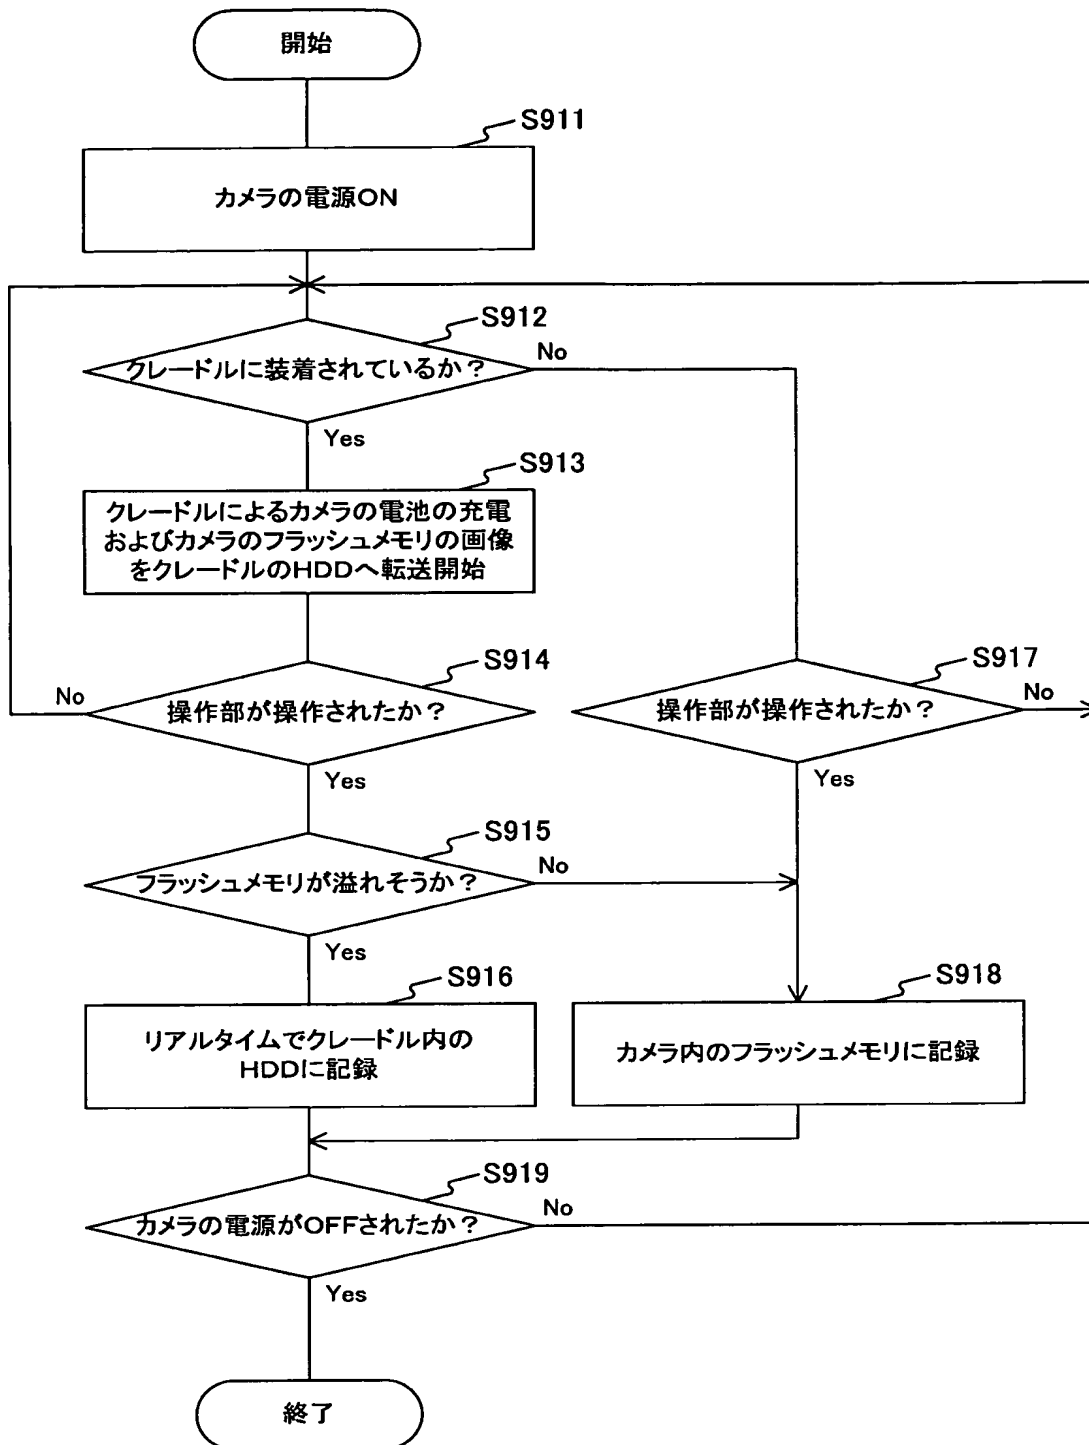 開始
S911
カメラの電源ON
S912
クレードルに装着されているか?
No
Yes
S913
クレードルによるカメラの電池の充電
およびカメラのフラッシュメモリの画像
をクレードルのHDDへ転送開始
S914
No
操作部が操作されたか?
Yes
S917
操作部が操作されたか?
No
Yes
S915
フラッシュメモリが溢れそうか?
No
Yes
S916
リアルタイムでクレードル内の
HDDに記録
S918
カメラ内のフラッシュメモリに記録
S919
カメラの電源がOFFされたか?
No
Yes
終了